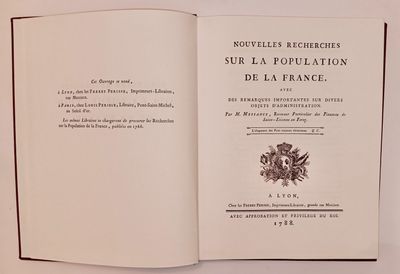 Cet Ouvrage se vend,
à LYON, chez les FRERES PERISSE, Imprimeurs-Libraires,
rue Merciere.
à PARIS, chez LOUIS PERISSE, Libraire, Pont-Saint-Michel,
au Soleil d'or.
Les mêmes Libraires se chargeront de procurer les Recherches
sur la Population de la France, publiées en 1766.
NOUVELLES RECHERCHES
SUR LA POPULATION
DE LA FRANCE,
AVEC
DES REMARQUES IMPORTANTES SUR DIVERS
OBJETS D'ADMINISTRATION.
Par M. MESSANCE, Receveur Particulier des Finances de
Saint-Etienne en Forez.
A LYON,
Chez les FRERES PERISSE, Imprimeurs-Libraires, grande rue Merciere.
AVEC APPROBATION ET PRIVILEGE DU ROI.
1788.